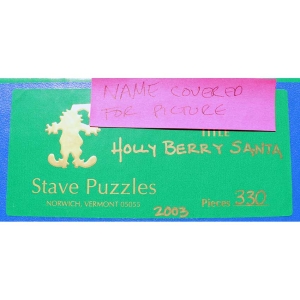 NAME COVERED
FOR PICTURE
TITLE
HOLLY BERRY SANTA
Stave Puzzles
NORWICH, VERMONT 05055
2003
Pieces 330